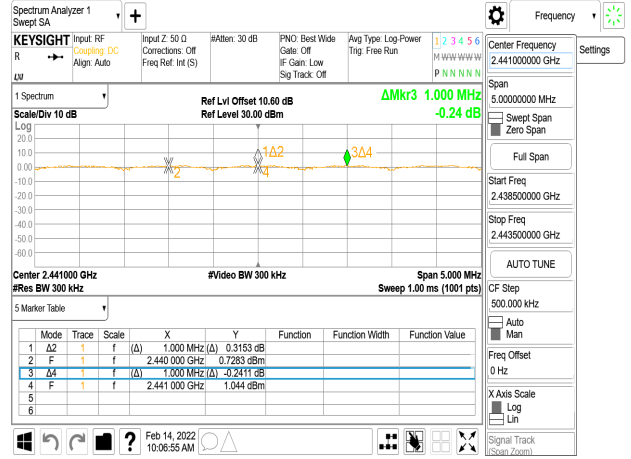 Spectrum Analyzer 1
Swept SA
Frequency
KEYSIGHT
R
Input: RF
Coupling: DC
Align: Auto
Input Z: 50 Ω
Corrections: Off
Freq Ref: Int (S)
#Atten: 30 dB
PNO: Best Wide
Gate: Off
IF Gain: Low
Sig Track: Off
Avg Type: Log-Power
Trig: Free Run
1 2 3 4 5 6
M W W W W W
P N N N N N
Center Frequency
2.441000000 GHz
Settings
Span
5.00000000 MHz
Swept Span
Zero Span
Full Span
Start Freq
2.438500000 GHz
Stop Freq
2.443500000 GHz
AUTO TUNE
CF Step
500.000 kHz
Auto
Man
Freq Offset
0 Hz
X Axis Scale
Log
Lin
Signal Track
(Span Zoom)
1 Spectrum
Scale/Div 10 dB
Ref Lvl Offset 10.60 dB
Ref Level 30.00 dBm
ΔMkr3 1.000 MHz
-0.24 dB
Log
20.0
10.0
0.00
-10.0
-20.0
-30.0
-40.0
-50.0
-60.0
1Δ2
3Δ4
2
4
Center 2.441000 GHz
#Res BW 300 kHz
#Video BW 300 kHz
Span 5.000 MHz
Sweep 1.00 ms (1001 pts)
5 Marker Table
Mode Trace Scale X Y Function Function Width Function Value
1 Δ2 1 f (Δ) 1.000 MHz (Δ) 0.3153 dB
2 F 1 f 2.440 000 GHz 0.7283 dBm
3 Δ4 1 f (Δ) 1.000 MHz (Δ) -0.2411 dB
4 F 1 f 2.441 000 GHz 1.044 dBm
5
6
?
Feb 14, 2022
10:06:55 AM